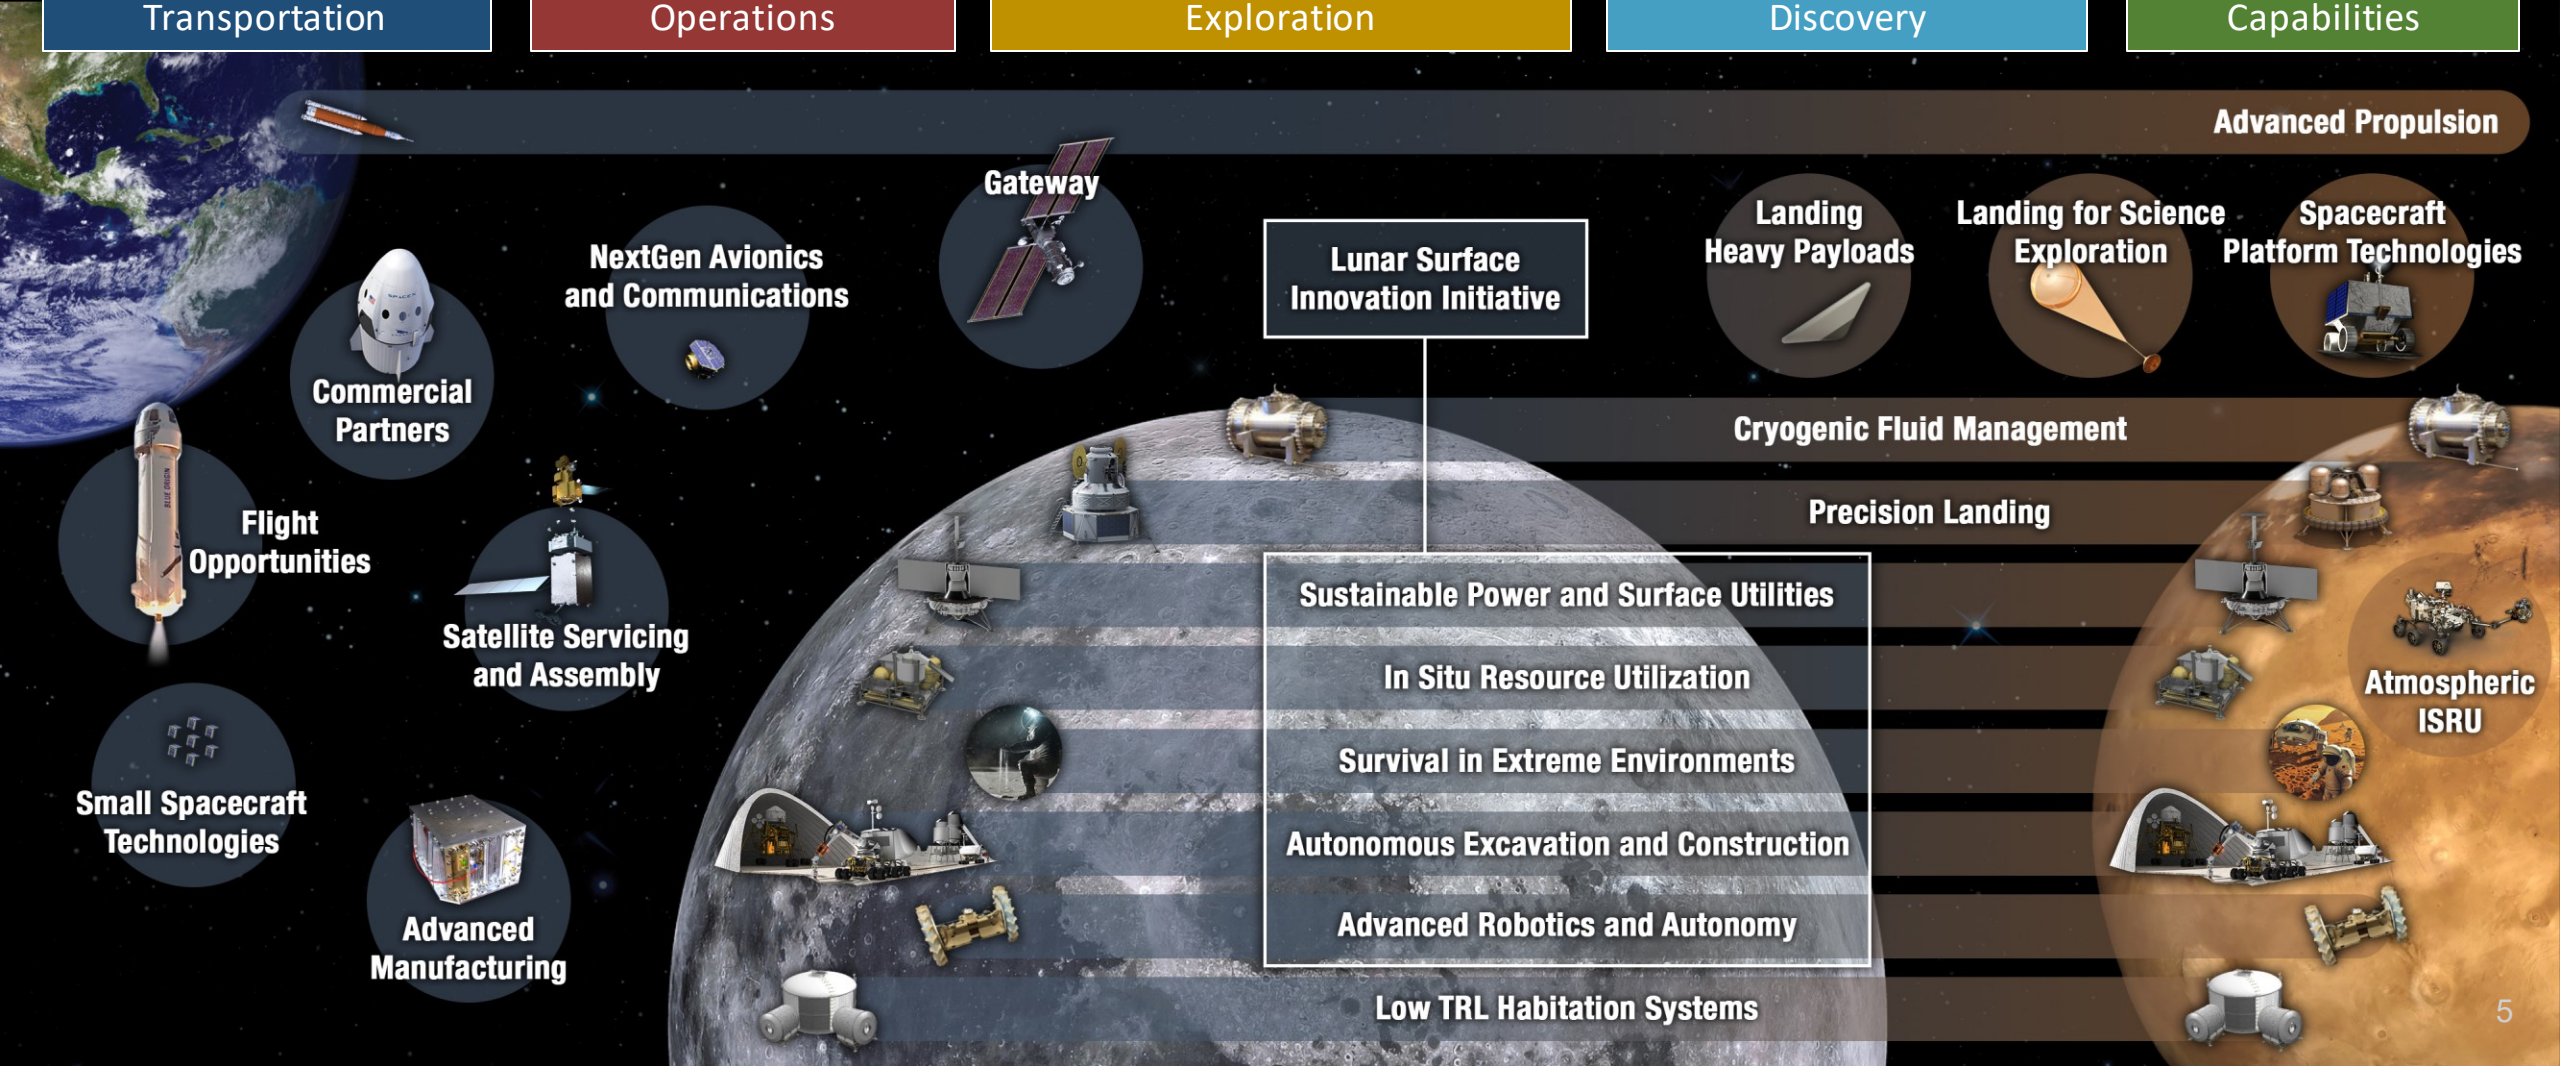 Transportation
Operations
Exploration
Discovery
Capabilities
Advanced Propulsion
Gateway
Landing
Heavy Payloads
Landing for Science
Exploration
Spacecraft
Platform Technologies
NextGen Avionics
and Communications
Lunar Surface
Innovation Initiative
SPACEX
Commercial
Partners
Cryogenic Fluid Management
BLUE ORIGIN
Flight
Opportunities
Precision Landing
Satellite Servicing
and Assembly
Sustainable Power and Surface Utilities
In Situ Resource Utilization
Atmospheric
ISRU
Survival in Extreme Environments
Small Spacecraft
Technologies
Autonomous Excavation and Construction
Advanced
Manufacturing
Advanced Robotics and Autonomy
Low TRL Habitation Systems
5